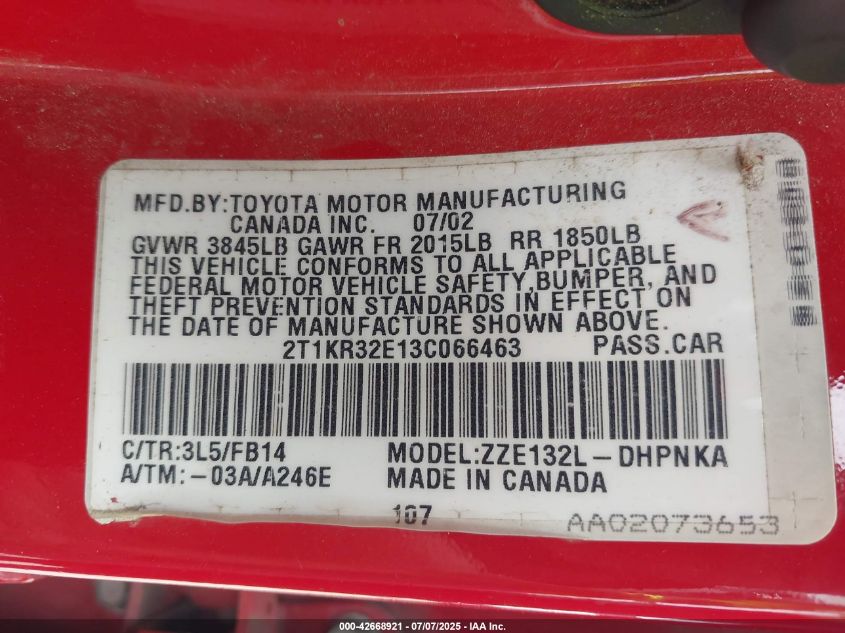 MFD.BY:TOYOTA MOTOR MANUFACTURING
CANADA INC. 07/02
GVWR 3845LB GAWR FR 2015LB RR 1850LB
THIS VEHICLE CONFORMS TO ALL APPLICABLE
FEDERAL MOTOR VEHICLE SAFETY,BUMPER, AND
THEFT PREVENTION STANDARDS IN EFFECT ON
THE DATE OF MANUFACTURE SHOWN ABOVE.
2T1KR32E13C066463 PASS.CAR
C/TR:3L5/FB14 MODEL:ZZE132L-DHPNKA
A/TM:-03A/A246E MADE IN CANADA
107 AA02073653
000-42668921 - 07/07/2025 - IAA Inc.